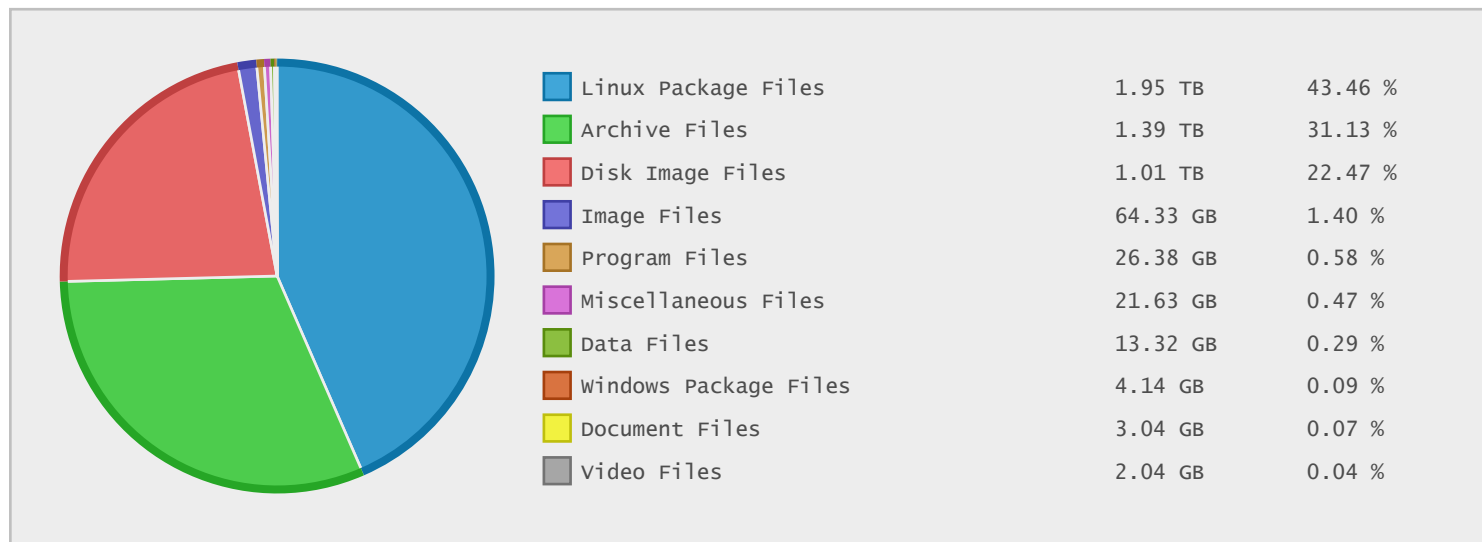 Linux Package Files 1.95 TB 43.46 %
Archive Files 1.39 TB 31.13 %
Disk Image Files 1.01 TB 22.47 %
Image Files 64.33 GB 1.40 %
Program Files 26.38 GB 0.58 %
Miscellaneous Files 21.63 GB 0.47 %
Data Files 13.32 GB 0.29 %
Windows Package Files 4.14 GB 0.09 %
Document Files 3.04 GB 0.07 %
Video Files 2.04 GB 0.04 %